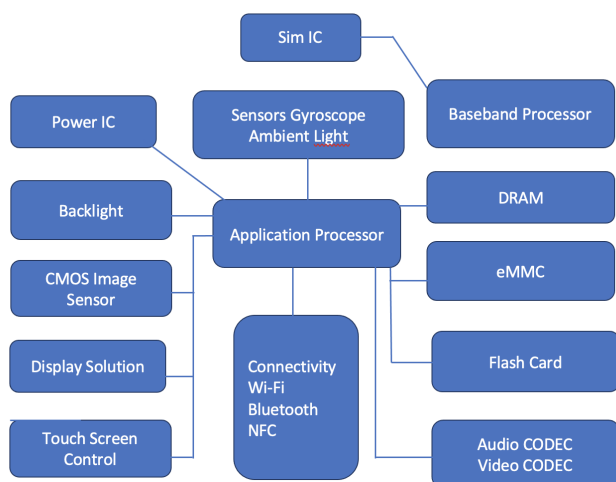 Sim IC
Power IC
Sensors Gyroscope
Ambient Light
Baseband Processor
Backlight
Application Processor
DRAM
CMOS Image
Sensor
eMMC
Display Solution
Connectivity
Wi-Fi
Bluetooth
NFC
Flash Card
Touch Screen
Control
Audio CODEC
Video CODEC